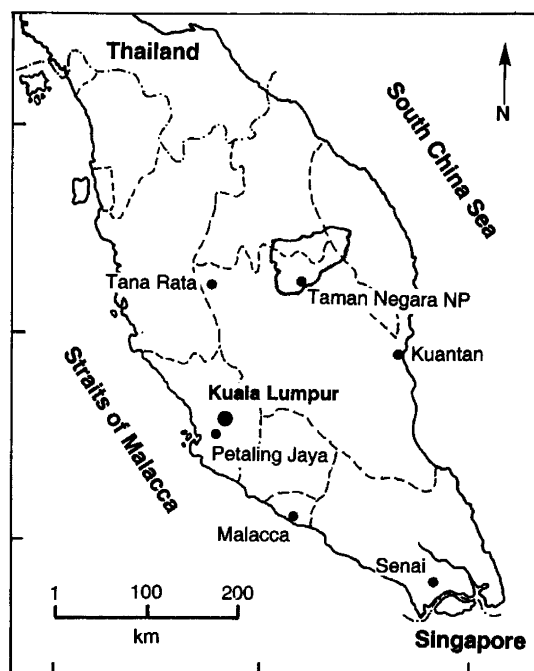 Thailand
South China Sea
N
Tana Rata
Taman Negara NP
Kuantan
Straits of Malacca
Kuala Lumpur
Petaling Jaya
Malacca
Senai
1 100 200
km
Singapore